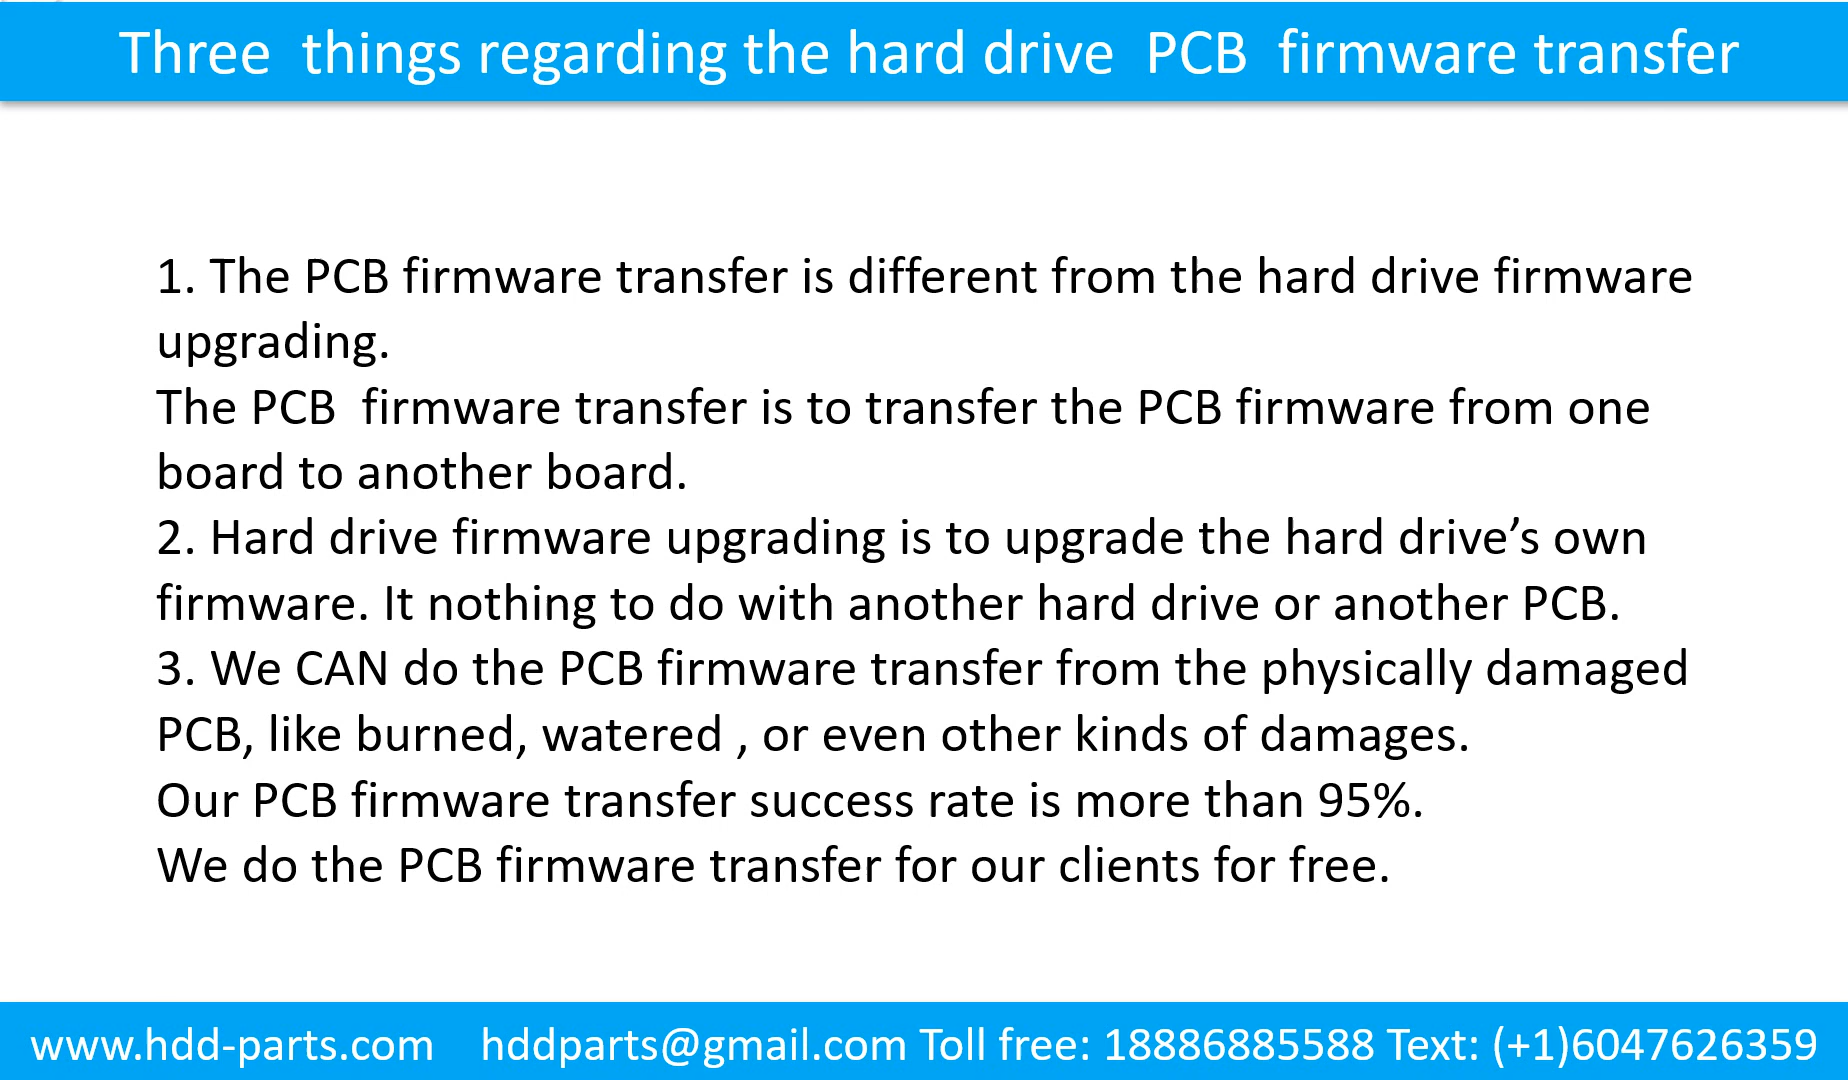 Three  things regarding the hard drive  PCB  firmware transfer
1. The PCB firmware transfer is different from the hard drive firmware
upgrading.
The PCB  firmware transfer is to transfer the PCB firmware from one
board to another board.
2. Hard drive firmware upgrading is to upgrade the hard drive’s own
firmware. It nothing to do with another hard drive or another PCB.
3. We CAN do the PCB firmware transfer from the physically damaged
PCB, like burned, watered , or even other kinds of damages.
Our PCB firmware transfer success rate is more than 95%.
We do the PCB firmware transfer for our clients for free.
www.hdd-parts.com    hddparts@gmail.com Toll free: 18886885588 Text: (+1)6047626359